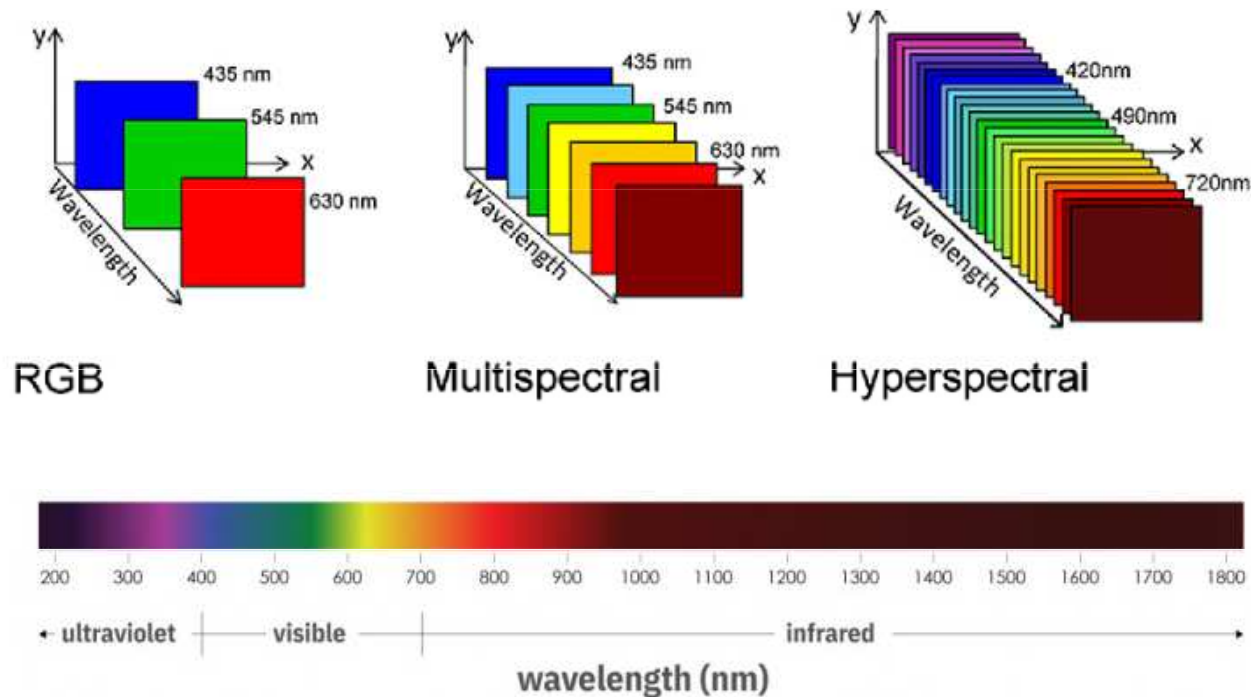 y
435 nm
545 nm
x
630 nm
Wavelength
RGB
y
435 nm
545 nm
630 nm
x
Wavelength
Multispectral
y
420nm
490nm
x
720nm
Wavelength
Hyperspectral
200 300 400 500 600 700 800 900 1000 1100 1200 1300 1400 1500 1600 1700 1800
ultraviolet visible infrared
wavelength (nm)